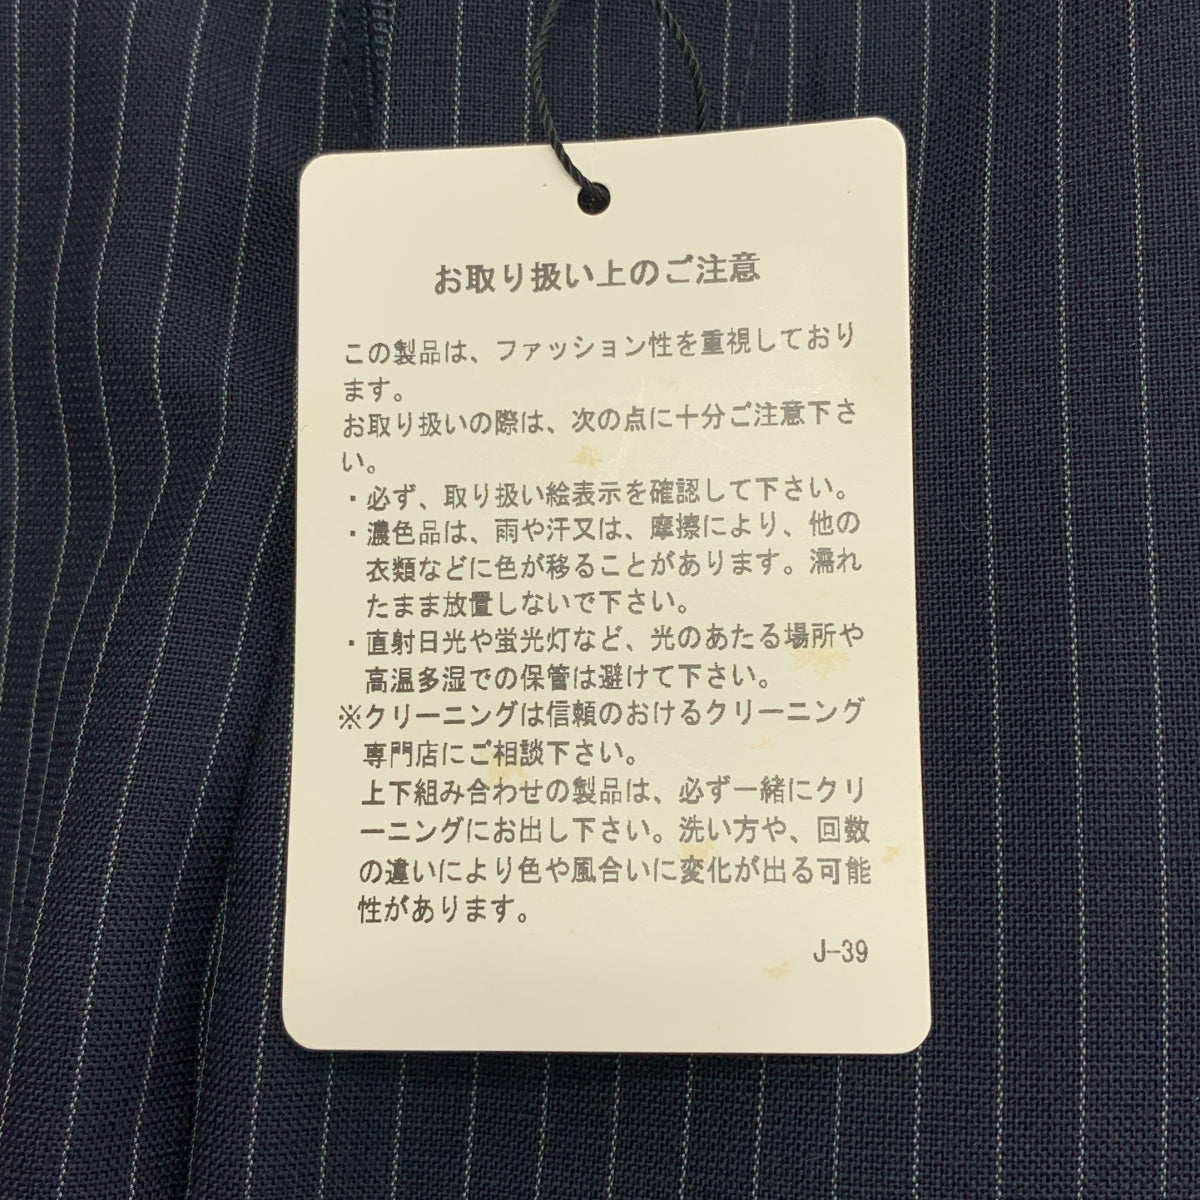 お取り扱い上のご注意
この製品は、ファッション性を重視しており
ます。
お取り扱いの際は、次の点に十分ご注意下さ
い。
・必ず、取り扱い絵表示を確認して下さい。
・濃色品は、雨や汗又は、摩擦により、他の
衣類などに色が移ることがあります。濡れ
たまま放置しないで下さい。
・直射日光や蛍光灯など、光のあたる場所や
高温多湿での保管は避けて下さい。
※クリーニングは信頼のおけるクリーニング
専門店にご相談下さい。
上下組み合わせの製品は、必ず一緒にクリ
ーニングにお出し下さい。洗い方や、回数
の違いにより色や風合いに変化が出る可能
性があります。
J-39